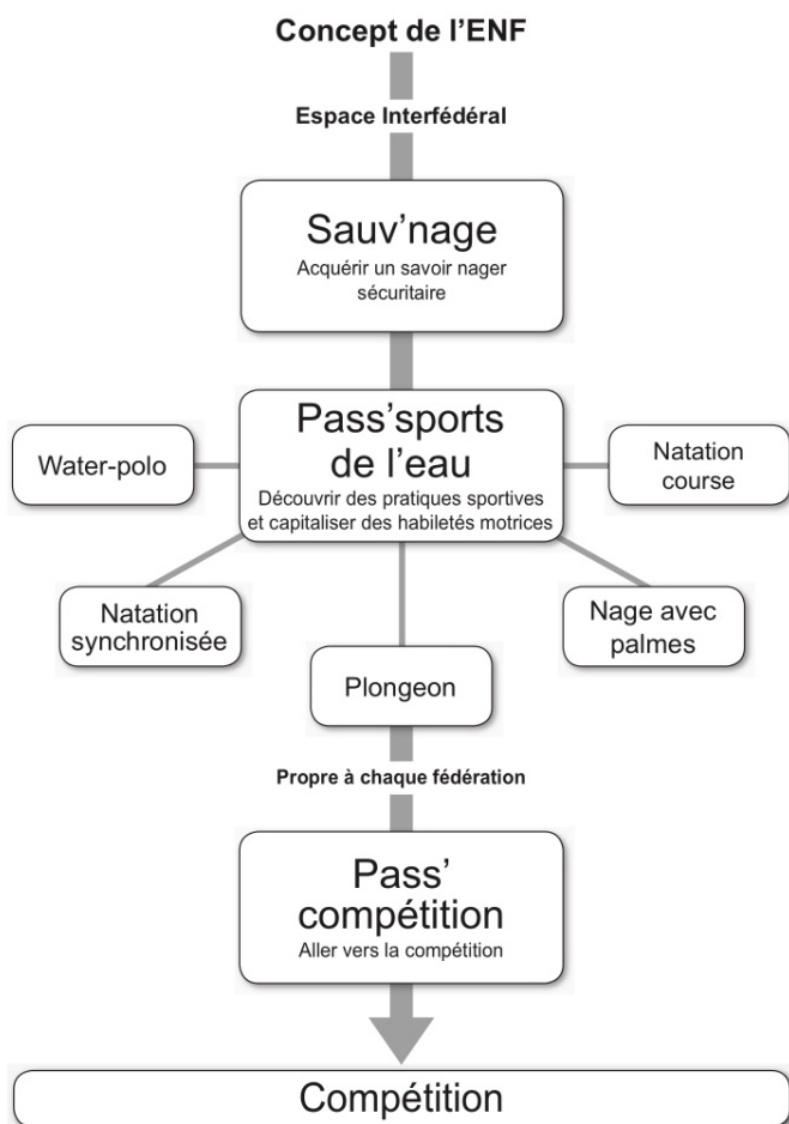 Concept de l'ENF
Espace Interfédéral
Sauv'nage
Acquérir un savoir nager
sécuritaire
Pass'sports
de l'eau
Découvrir des pratiques sportives
et capitaliser des habiletés motrices
Water-polo
Natation
course
Natation
synchronisée
Nage avec
palmes
Plongeon
Propre à chaque fédération
Pass'
compétition
Aller vers la compétition
Compétition